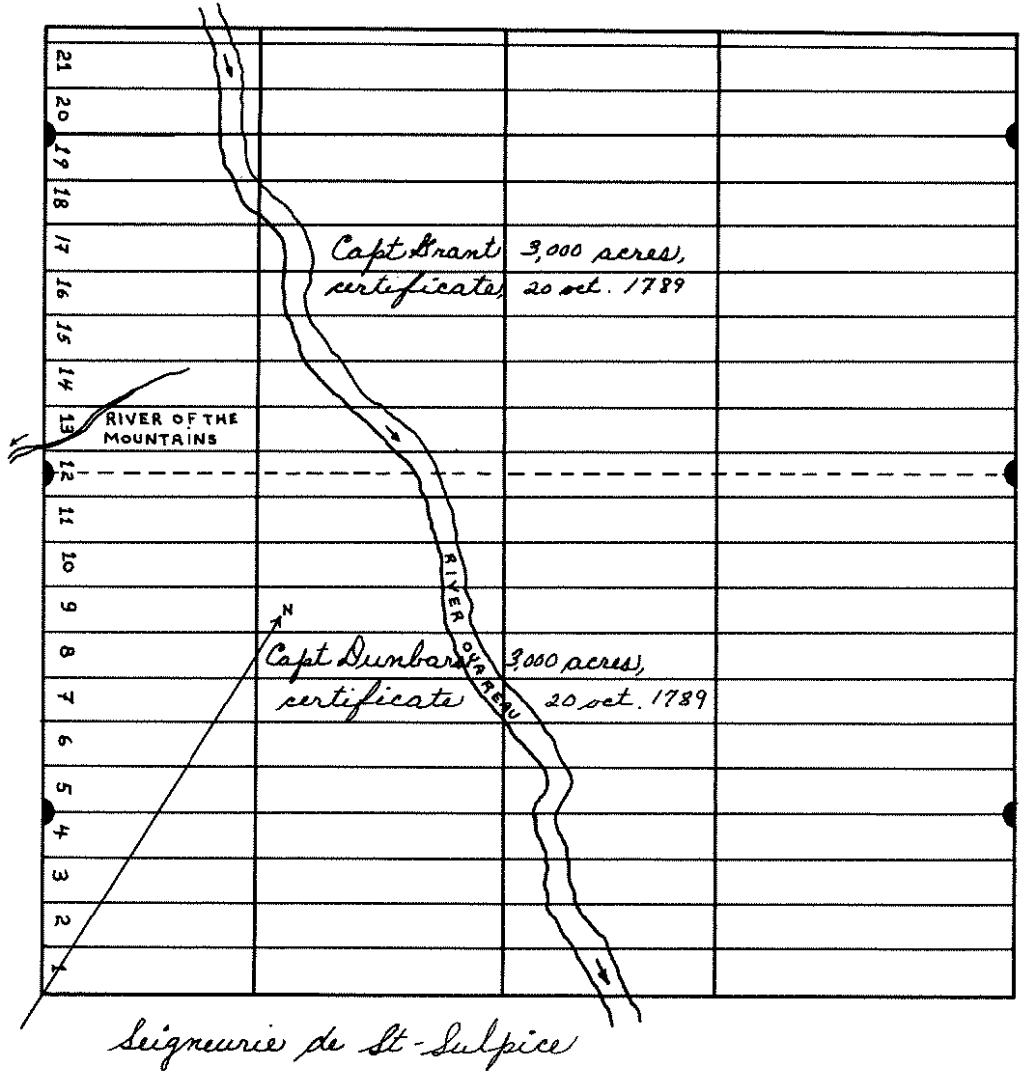 21
20
19
18
17
16
15
14
13
12
11
10
9
8
7
6
5
4
3
2
1
Capt Grant 3,000 acres,
certificate, 20 oct. 1789
RIVER OF THE
MOUNTAINS
N
RIVER OUAREAU
Capt Dunbar 3,000 acres,
certificate 20 oct. 1789
Seigneurie de St-Sulpice